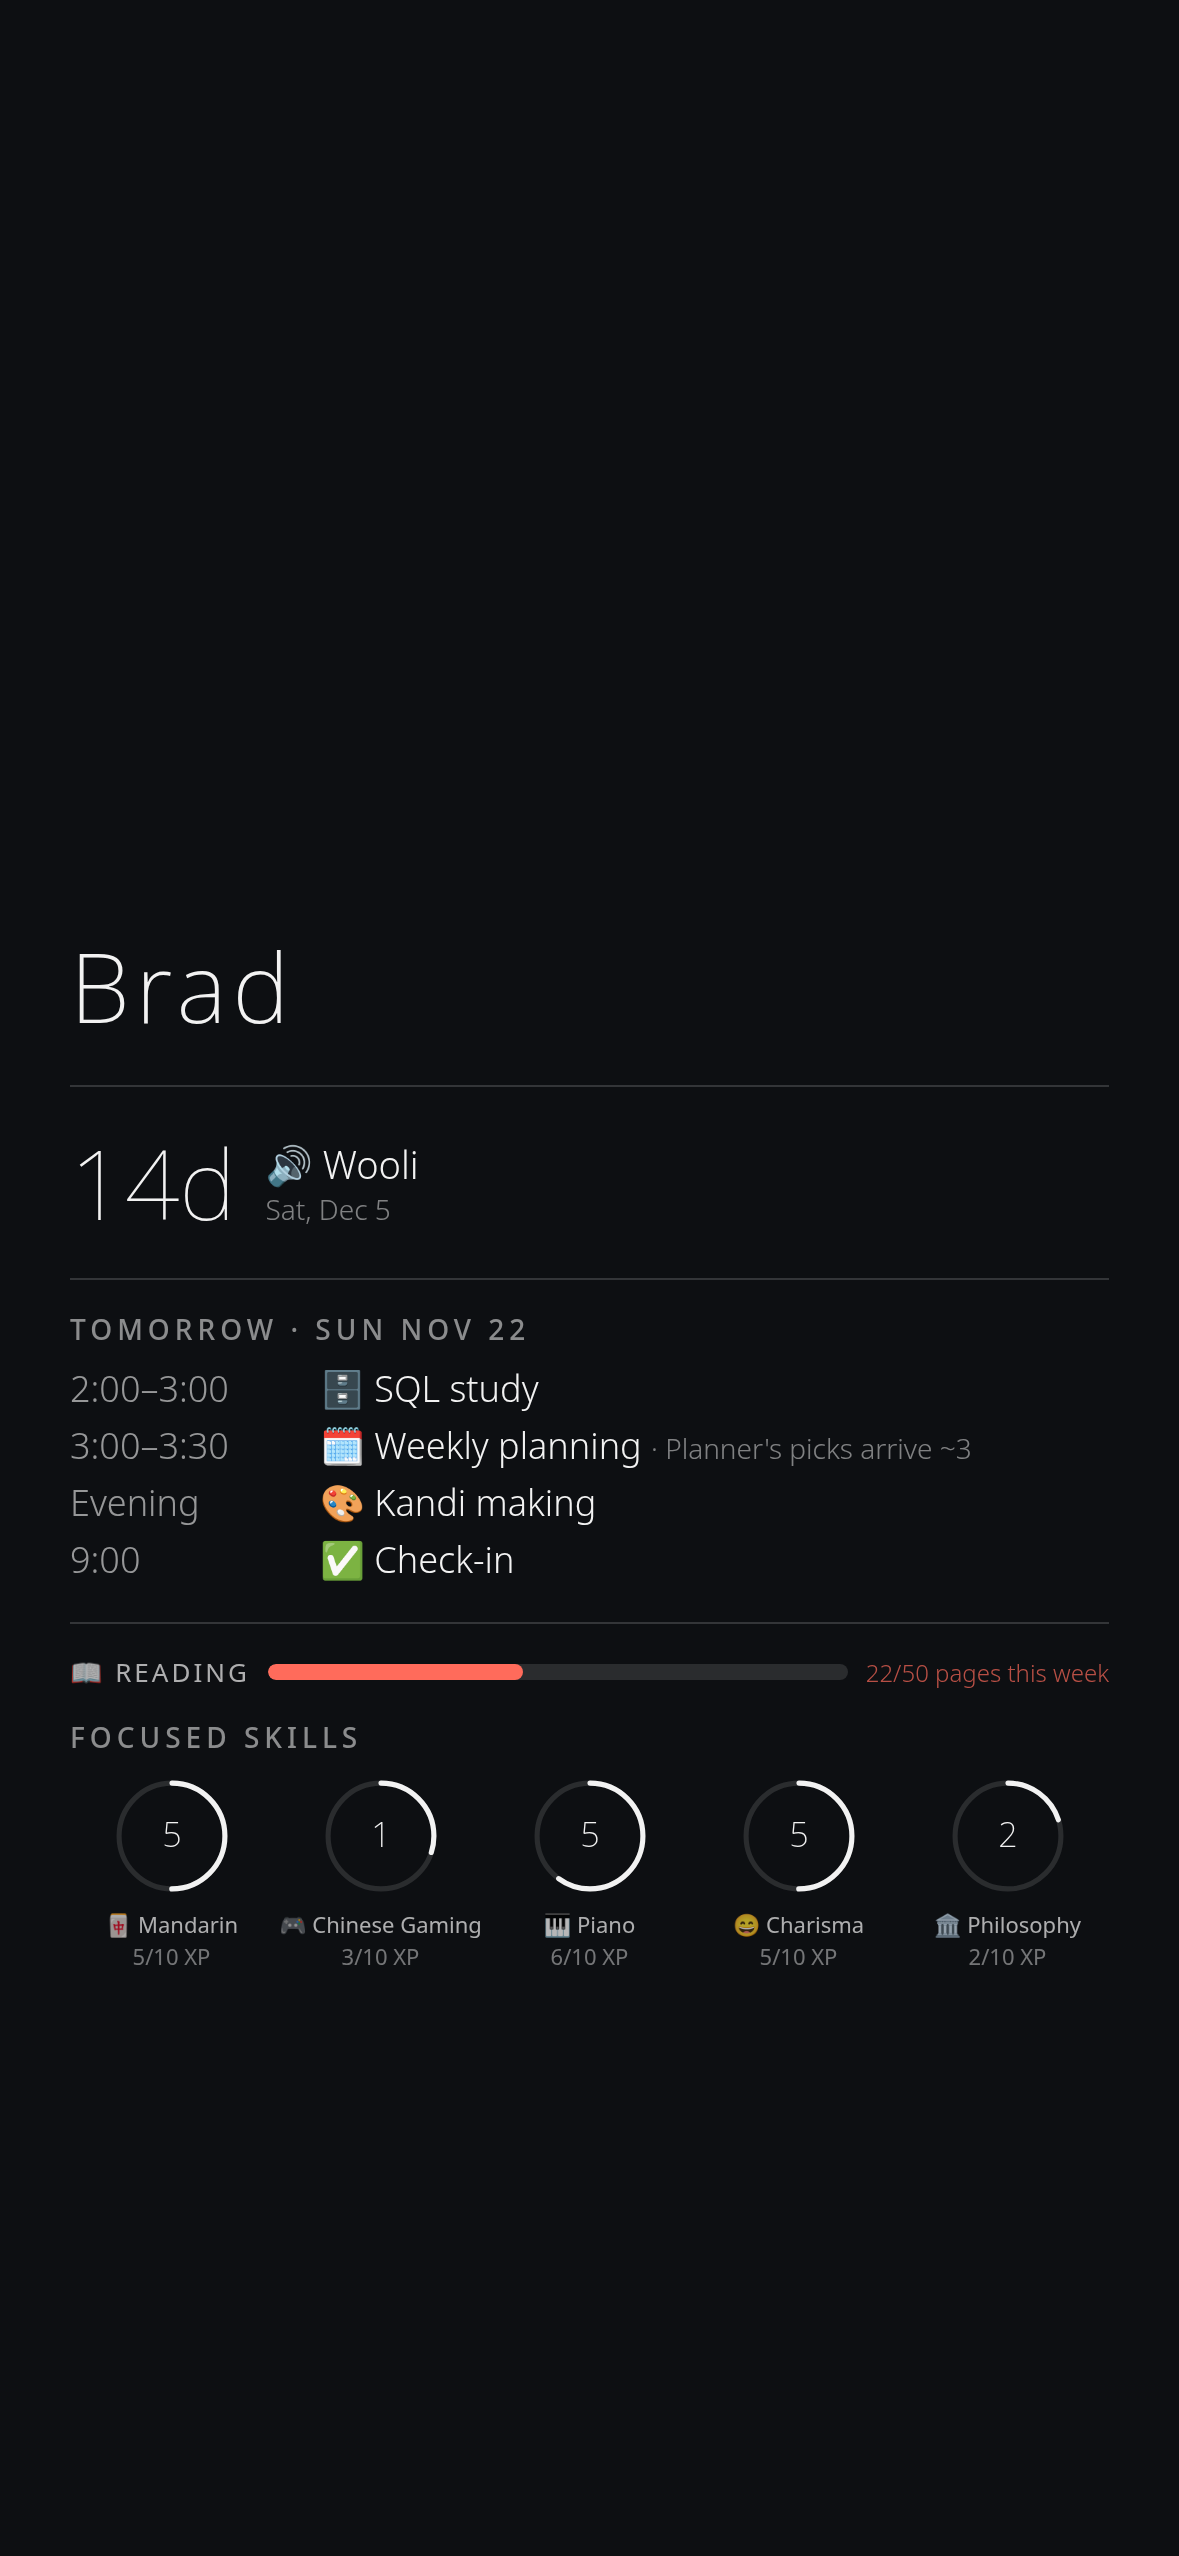 Brad
14d
🔊 Wooli
Sat, Dec 5
TOMORROW · SUN NOV 22
2:00–3:00 🗄️ SQL study
3:00–3:30 🗓️ Weekly planning · Planner's picks arrive ~3
Evening 🎨 Kandi making
9:00 ✅ Check-in
📖 READING 22/50 pages this week
FOCUSED SKILLS
5 1 5 5 2
🀄 Mandarin 🎮 Chinese Gaming 🎹 Piano 😄 Charisma 🏛️ Philosophy
5/10 XP 3/10 XP 6/10 XP 5/10 XP 2/10 XP